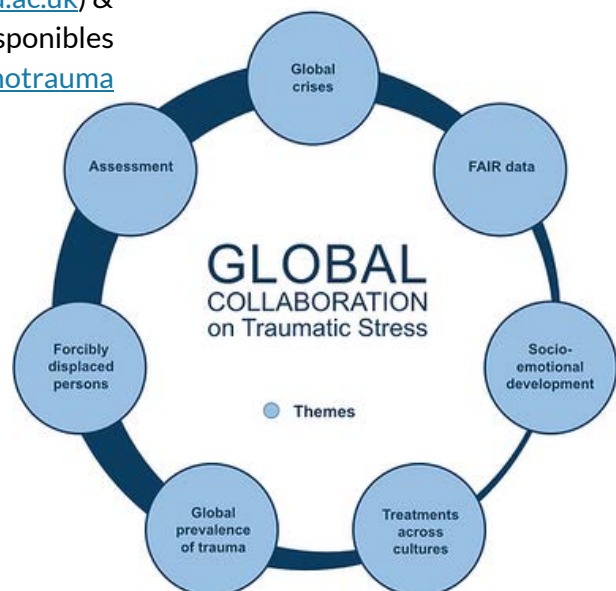 .ac.uk) &
sponibles
notrauma
Global
crises
Assessment
FAIR data
GLOBAL
COLLABORATION
on Traumatic Stress
Forcibly
displaced
persons
Socio-
emotional
development
Themes
Global
prevalence
of trauma
Treatments
across
cultures